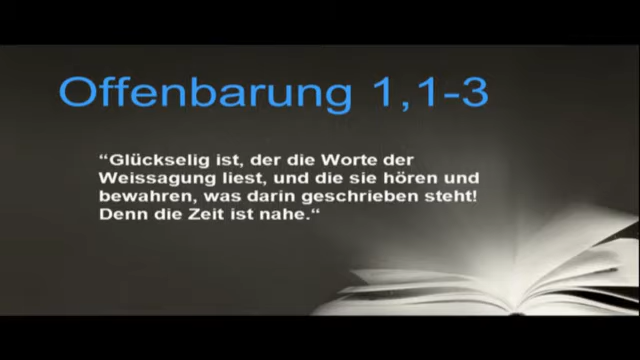 Offenbarung 1,1-3
“Glückselig ist, der die Worte der
Weissagung liest, und die sie hören und
bewahren, was darin geschrieben steht!
Denn die Zeit ist nahe.“